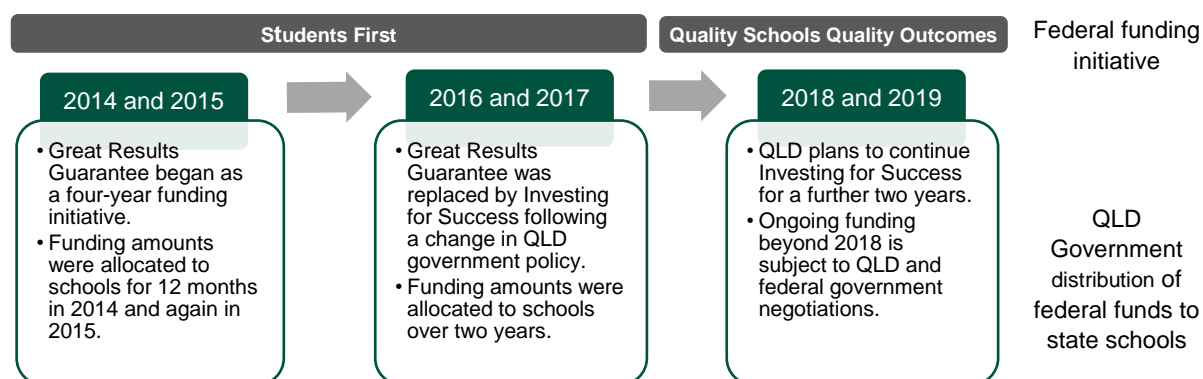 Students First
Quality Schools Quality Outcomes
Federal funding
initiative
2014 and 2015
• Great Results
Guarantee began as
a four-year funding
initiative.
• Funding amounts
were allocated to
schools for 12 months
in 2014 and again in
2015.
2016 and 2017
• Great Results
Guarantee was
replaced by Investing
for Success following
a change in QLD
government policy.
• Funding amounts were
allocated to schools
over two years.
2018 and 2019
• QLD plans to continue
Investing for Success
for a further two years.
• Ongoing funding
beyond 2018 is
subject to QLD and
federal government
negotiations.
QLD
Government
distribution of
federal funds to
state schools